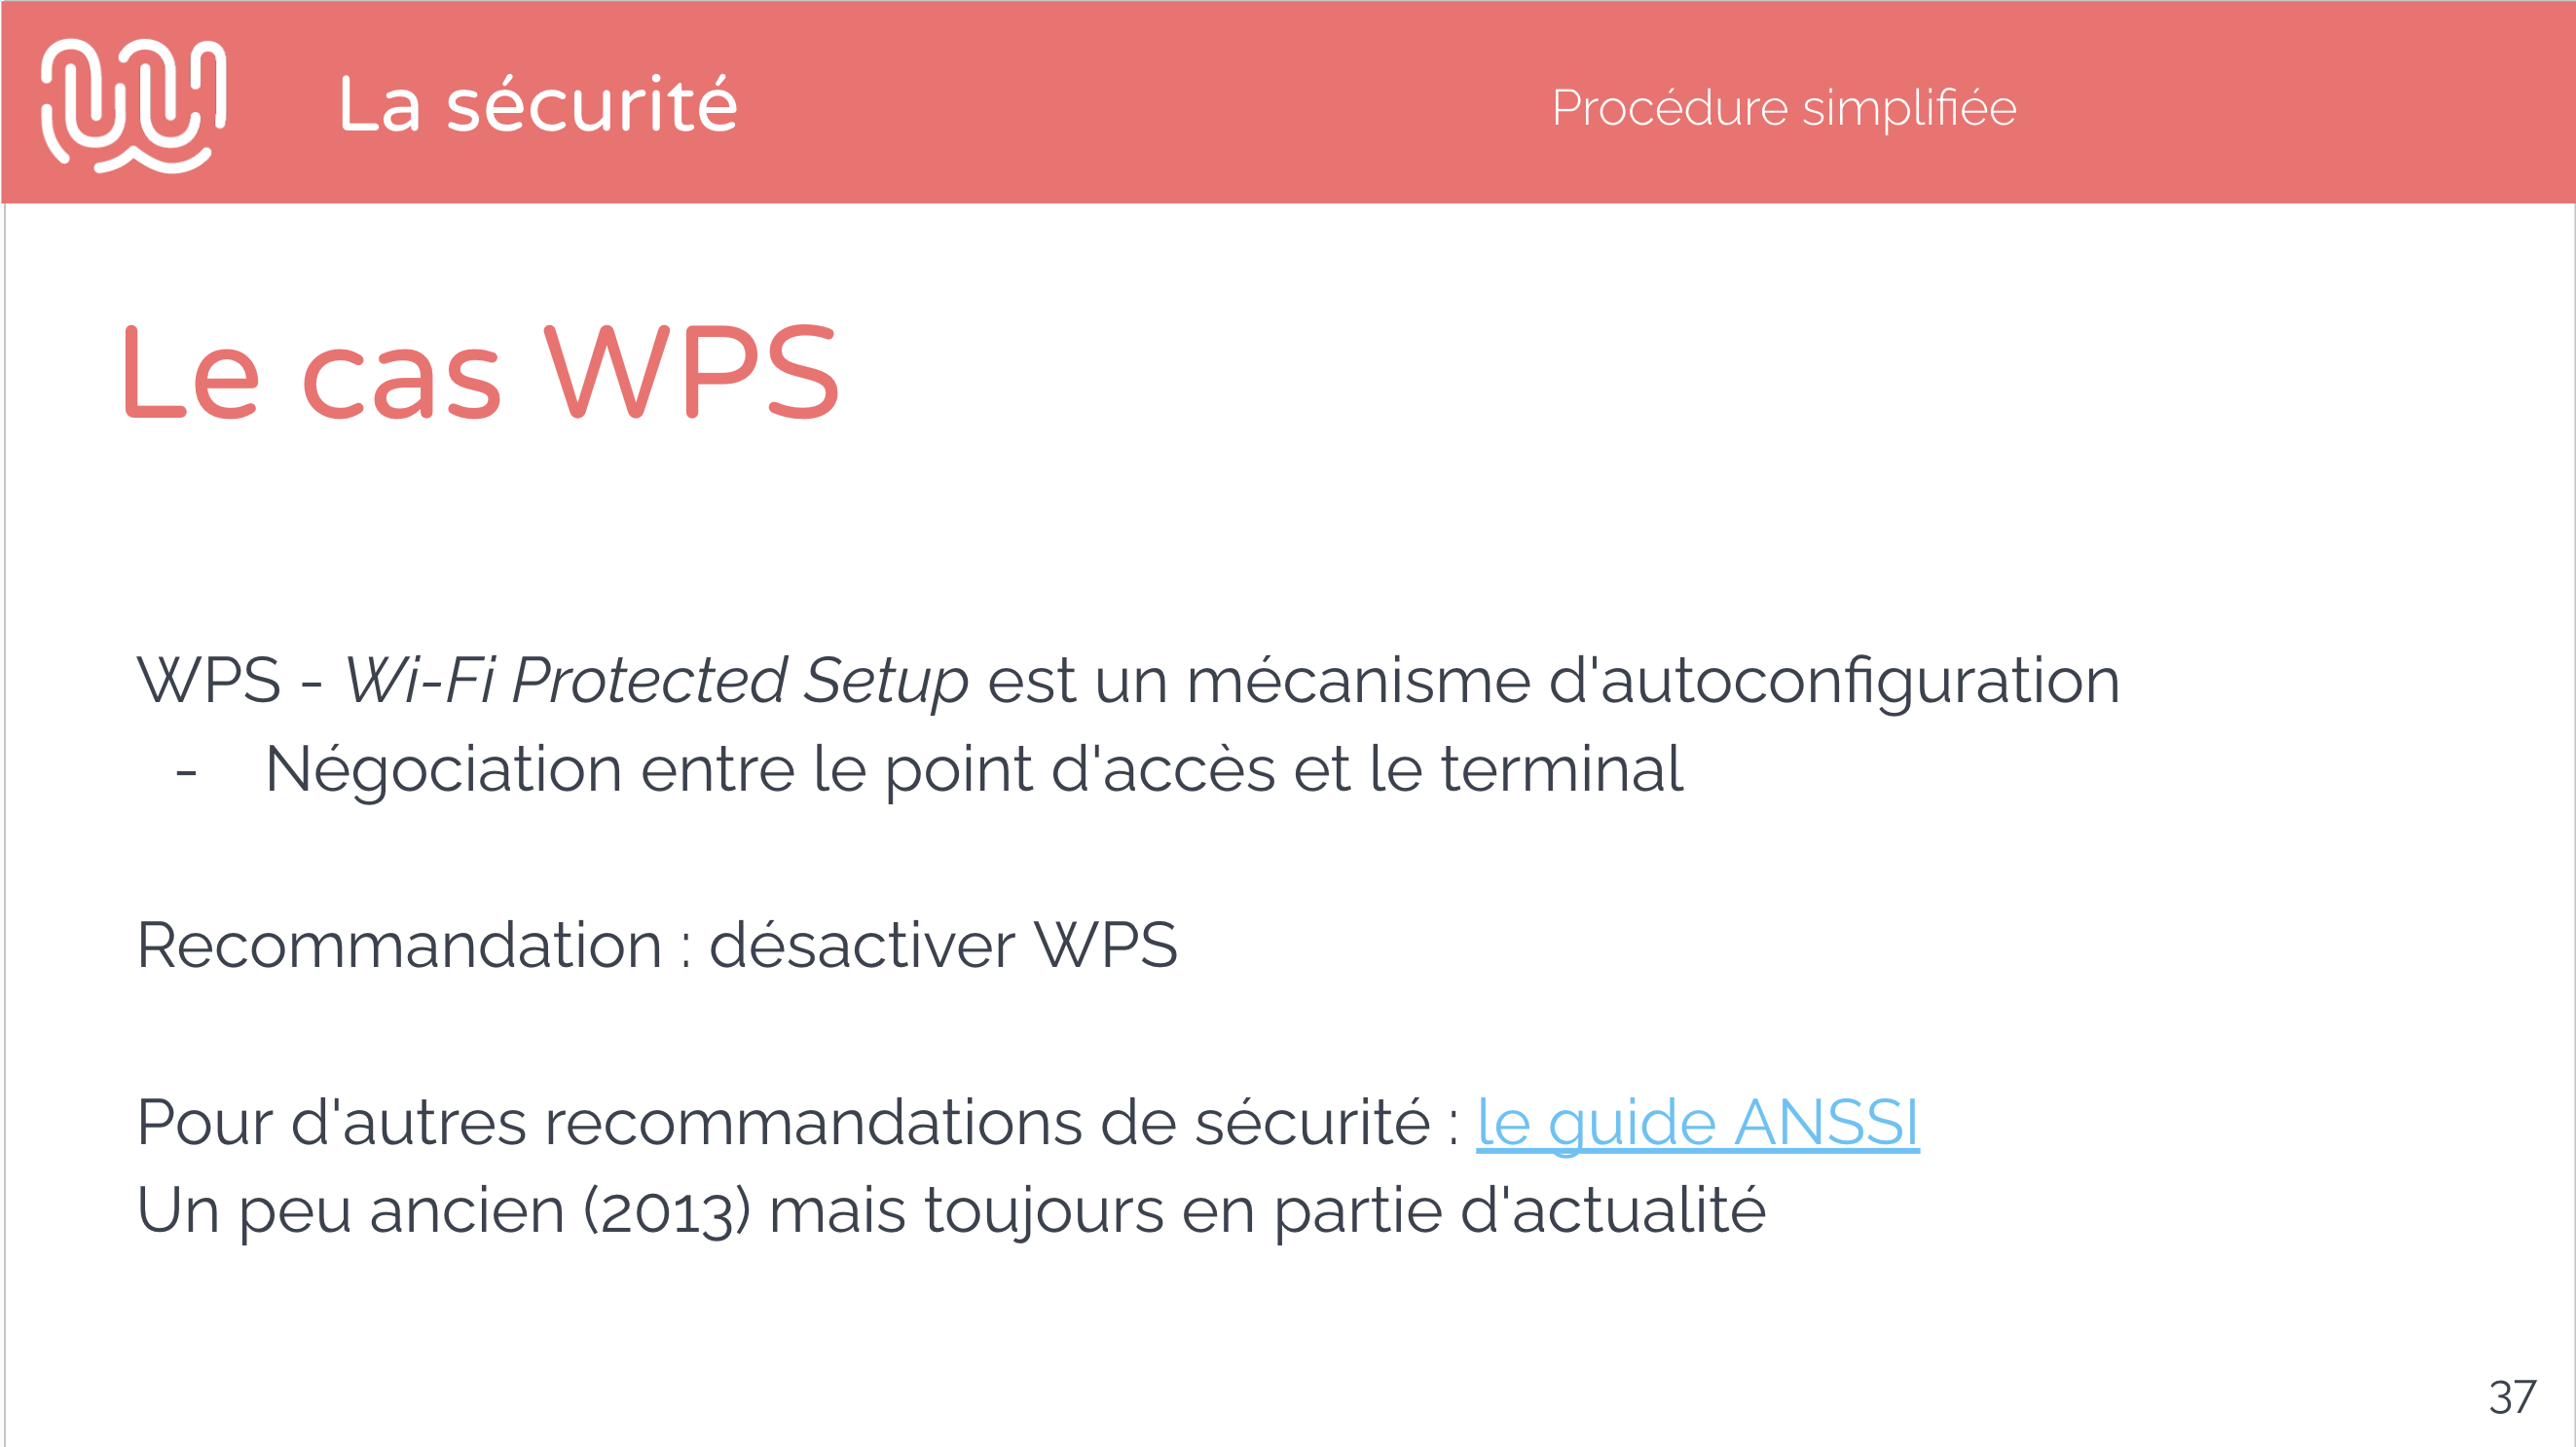 La sécurité
Procédure simplifiée
Le cas WPS
WPS - Wi-Fi Protected Setup est un mécanisme d'autoconfiguration
- Négociation entre le point d'accès et le terminal
Recommandation : désactiver WPS
Pour d'autres recommandations de sécurité : le guide ANSSI
Un peu ancien (2013) mais toujours en partie d'actualité
37